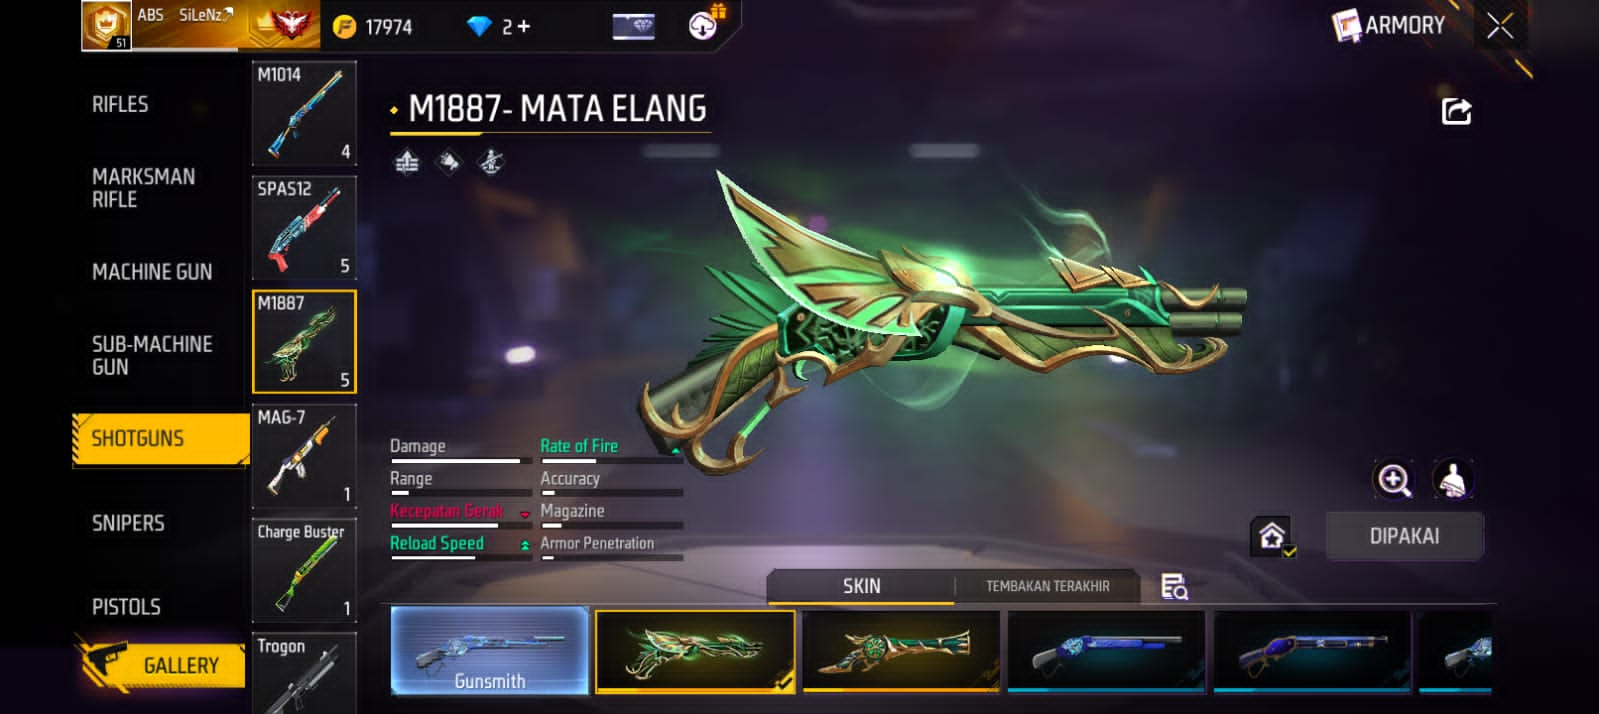 ABS SiLeNz
51
17974
2 +
ARMORY
RIFLES
MARKSMAN
RIFLE
MACHINE GUN
SUB-MACHINE
GUN
SHOTGUNS
SNIPERS
PISTOLS
GALLERY
M1014
4
SPAS12
5
M1887
5
MAG-7
1
Charge Buster
1
Trogon
M1887- MATA ELANG
Damage
Rate of Fire
Range
Accuracy
Kecepatan Gerak
Magazine
Reload Speed
Armor Penetration
DIPAKAI
SKIN
TEMBAKAN TERAKHIR
Gunsmith